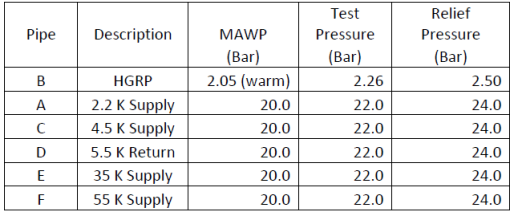 Pipe Description MAWP (Bar) Test Pressure (Bar) Relief Pressure (Bar)
B HGRP 2.05 (warm) 2.26 2.50
A 2.2 K Supply 20.0 22.0 24.0
C 4.5 K Supply 20.0 22.0 24.0
D 5.5 K Return 20.0 22.0 24.0
E 35 K Supply 20.0 22.0 24.0
F 55 K Supply 20.0 22.0 24.0